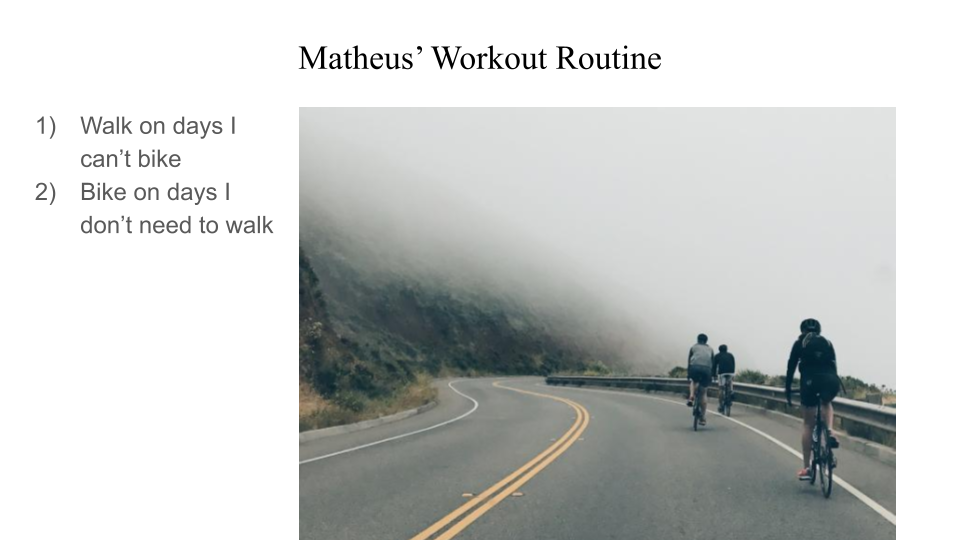 Matheus’ Workout Routine
1) Walk on days I
can’t bike
2) Bike on days I
don’t need to walk